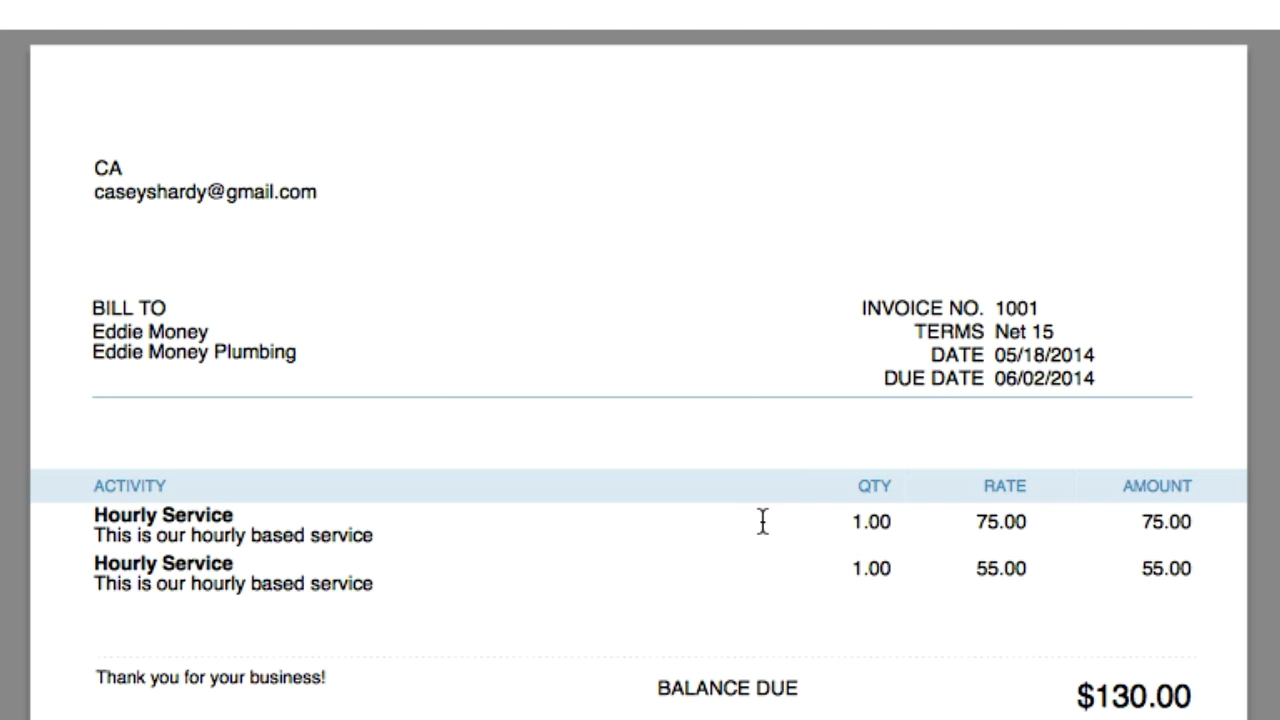 CA
caseyshardy@gmail.com
BILL TO
Eddie Money
Eddie Money Plumbing
INVOICE NO. 1001
TERMS Net 15
DATE 05/18/2014
DUE DATE 06/02/2014
ACTIVITY QTY RATE AMOUNT
Hourly Service
This is our hourly based service 1.00 75.00 75.00
Hourly Service
This is our hourly based service 1.00 55.00 55.00
Thank you for your business!
BALANCE DUE $130.00